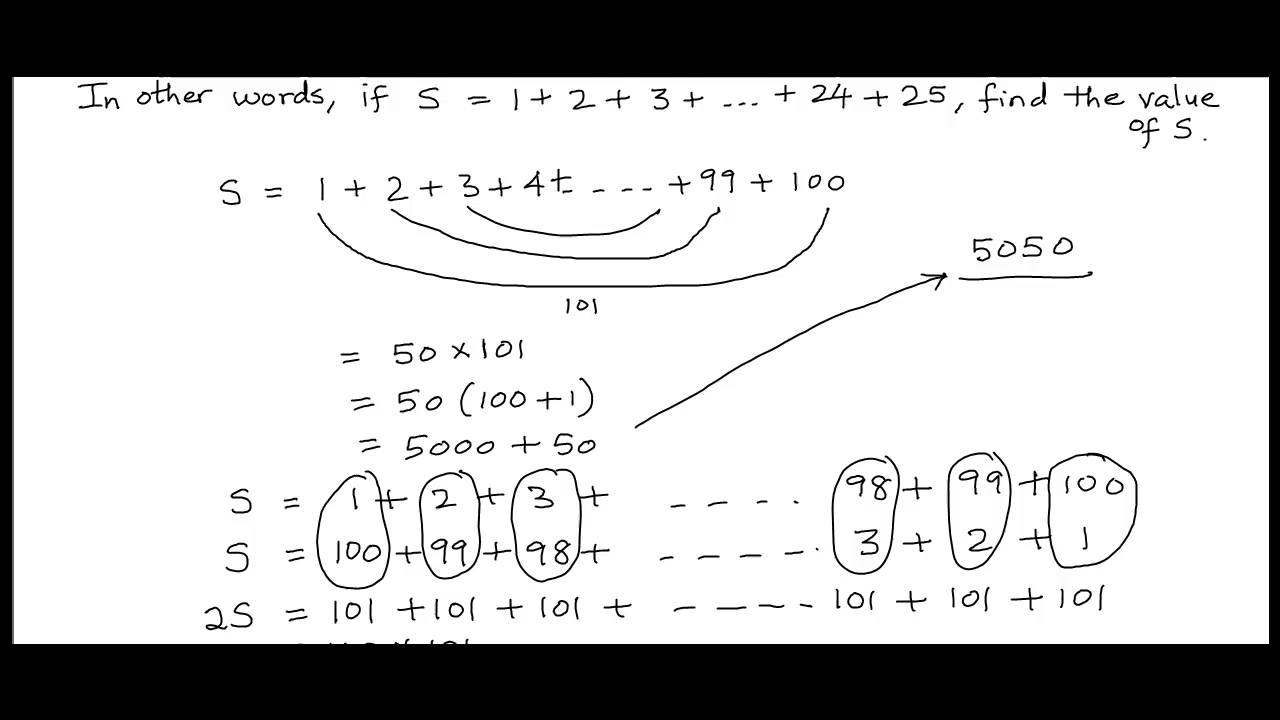 In other words, if S = 1 + 2 + 3 + ... + 24 + 25, find the value
of S.
S = 1 + 2 + 3 + 4 + - - - - + 99 + 100
101
5050
= 50 × 101
= 50 (100 + 1)
= 5000 + 50
S = 1 + 2 + 3 + - - - - 98 + 99 + 100
S = 100 + 99 + 98 + - - - - - 3 + 2 + 1
2S = 101 + 101 + 101 + - - - - - 101 + 101 + 101